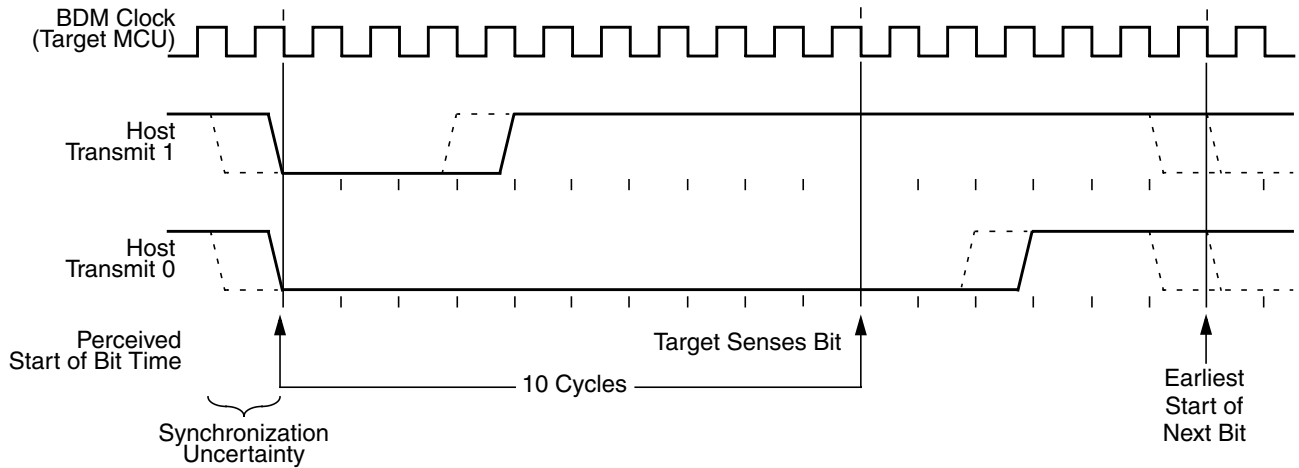 BDM Clock
(Target MCU)
Host
Transmit 1
Host
Transmit 0
Perceived
Start of Bit Time
Target Senses Bit
10 Cycles
Earliest
Start of
Next Bit
Synchronization
Uncertainty